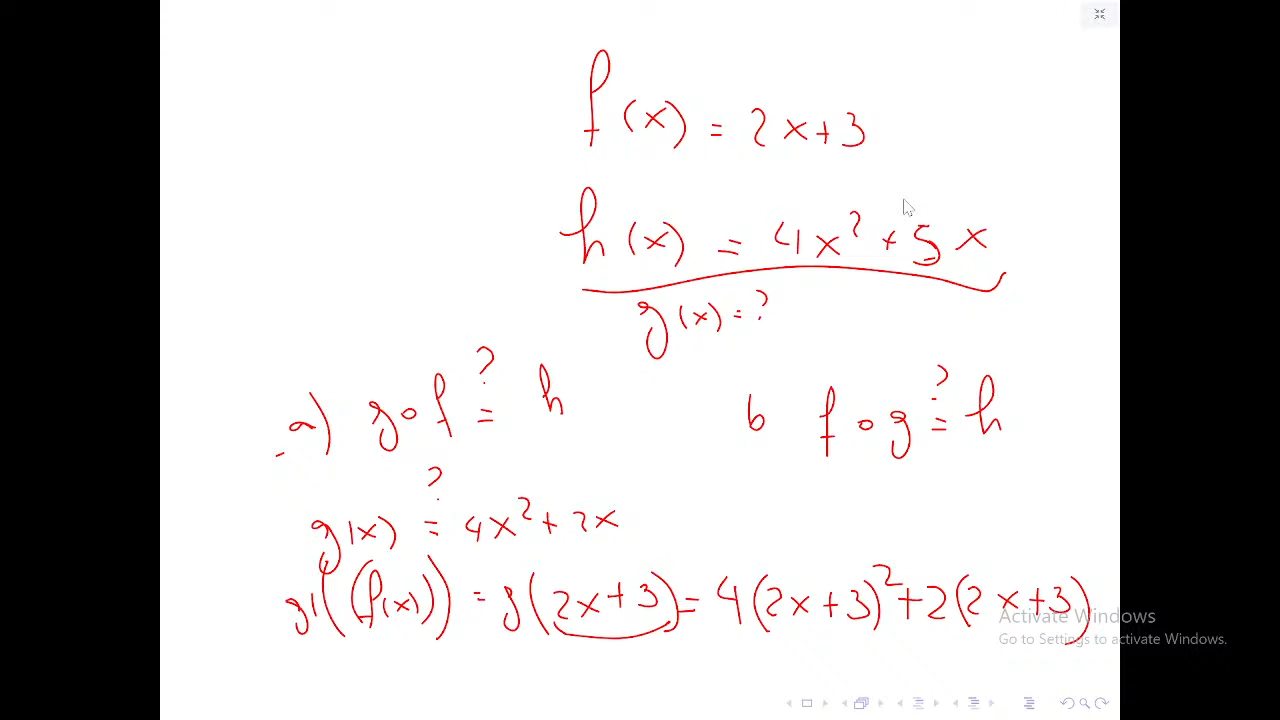 f(x) = 2x+3
h(x) = 4x² + 5x
g(x) = ?
a) g∘f ?= h
b f∘g ?= h
g(x) ?= 4x² + 2x
g((f(x)) = g(2x+3) = 4(2x+3)² + 2(2x+3)
Activate Windows
Go to Settings to activate Windows.